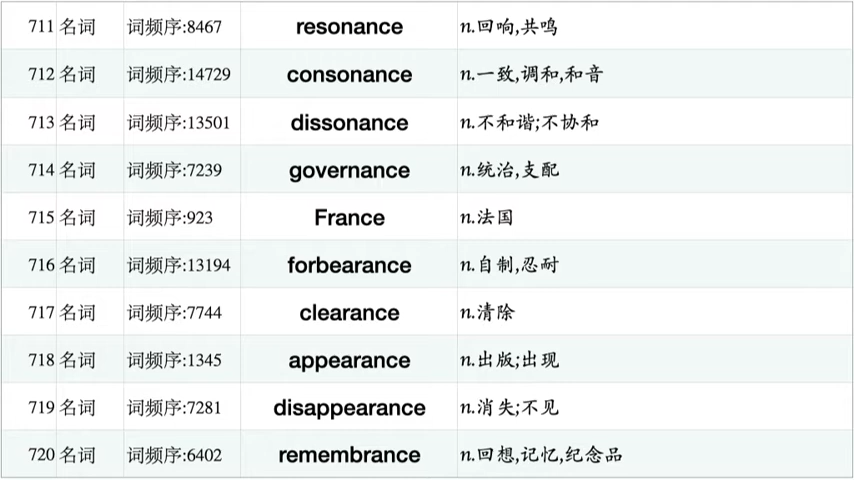 711 名词 词频序:8467 resonance n.回响,共鸣
712 名词 词频序:14729 consonance n.一致,调和,和音
713 名词 词频序:13501 dissonance n.不和谐;不协和
714 名词 词频序:7239 governance n.统治,支配
715 名词 词频序:923 France n.法国
716 名词 词频序:13194 forbearance n.自制,忍耐
717 名词 词频序:7744 clearance n.清除
718 名词 词频序:1345 appearance n.出版;出现
719 名词 词频序:7281 disappearance n.消失;不见
720 名词 词频序:6402 remembrance n.回想,记忆,纪念品